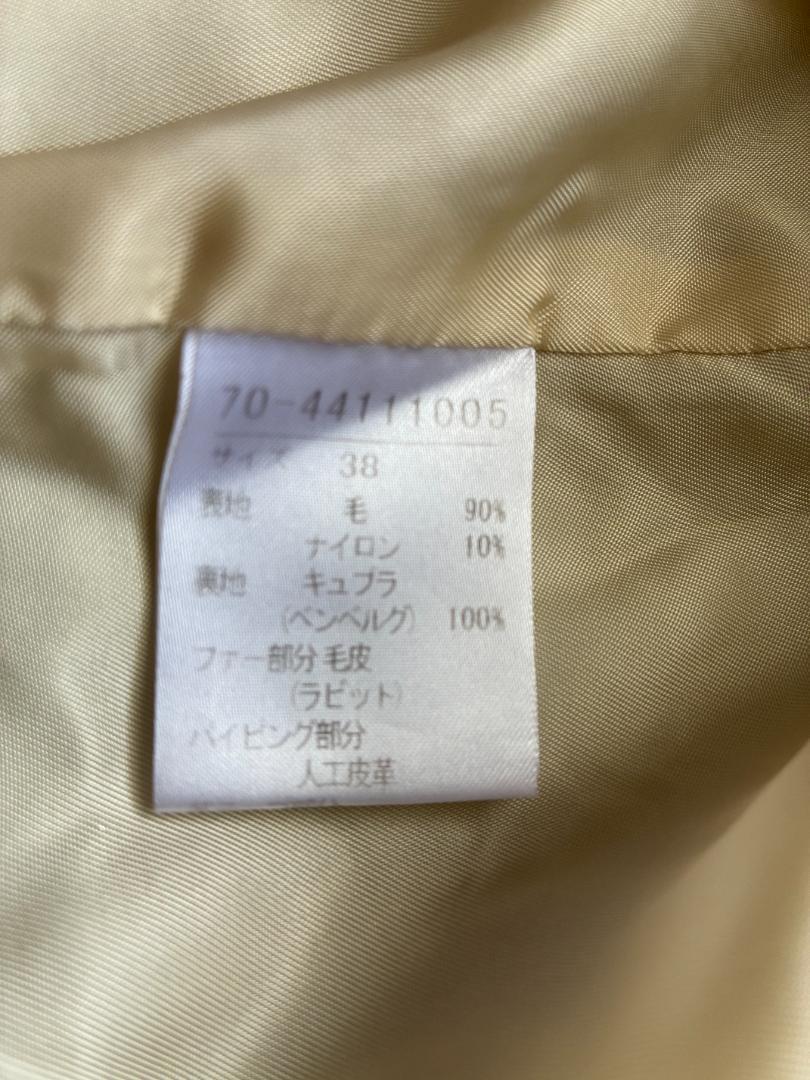 70-44111005
サイズ 38
表地 毛 90%
ナイロン 10%
裏地 キュプラ
(ベンベルグ) 100%
ファー部分 毛皮
(ラビット)
パイピング部分
人工皮革